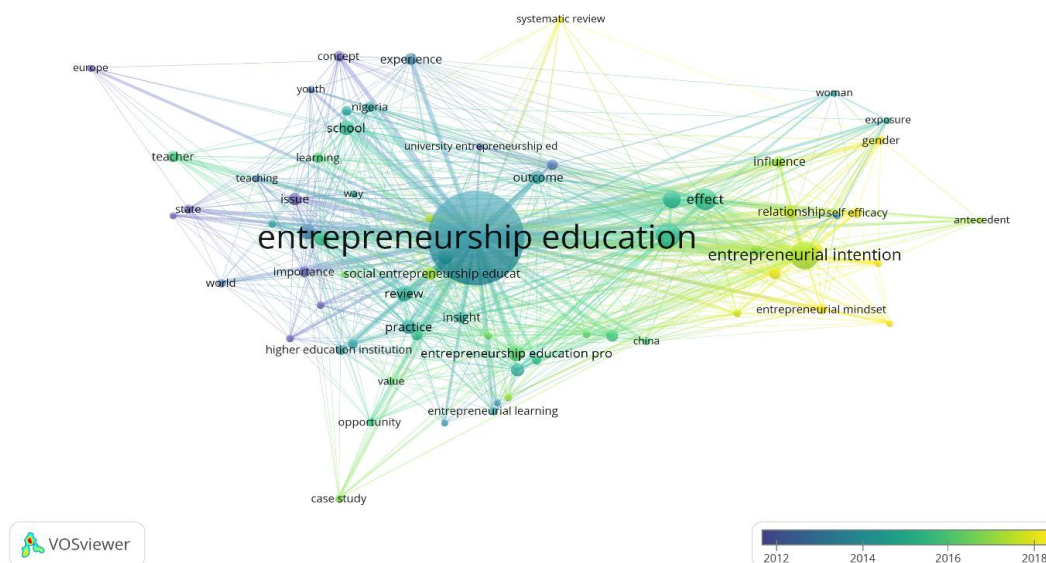 systematic review
concept
experience
europe
youth
woman
nigeria
exposure
school
gender
university entrepreneurship ed
teacher
learning
influence
outcome
teaching
way
issue
effect
state
relationship
self efficacy
antecedent
entrepreneurship education
entrepreneurial intention
importance
social entrepreneurship educat
world
review
entrepreneurial mindset
insight
practice
china
higher education institution
entrepreneurship education pro
value
entrepreneurial learning
opportunity
case study
VOSviewer
2012
2014
2016
2018